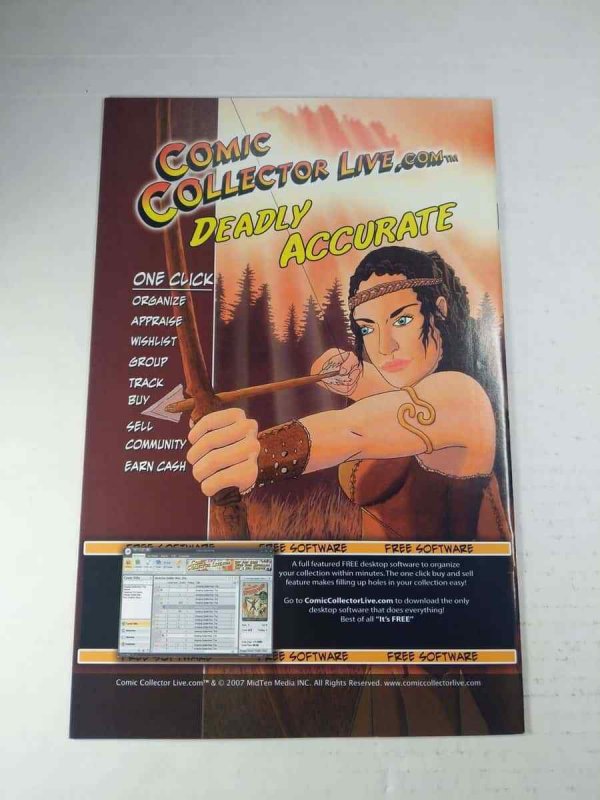 COMIC
COLLECTOR LIVE.COM™
DEADLY
ACCURATE
ONE CLICK
ORGANIZE
APPRAISE
WISHLIST
GROUP
TRACK
BUY
SELL
COMMUNITY
EARN CASH
FREE SOFTWARE
FREE SOFTWARE
A full featured FREE desktop software to organize
your collection within minutes. The one click buy and sell
feature makes filling up holes in your collection easy!
Go to ComicCollectorLive.com to download the only
desktop software that does everything!
Best of all "It's FREE"
FREE SOFTWARE
Comic Collector Live.com™ & © 2007 MidTen Media INC. All Rights Reserved. www.comiccollectorlive.com